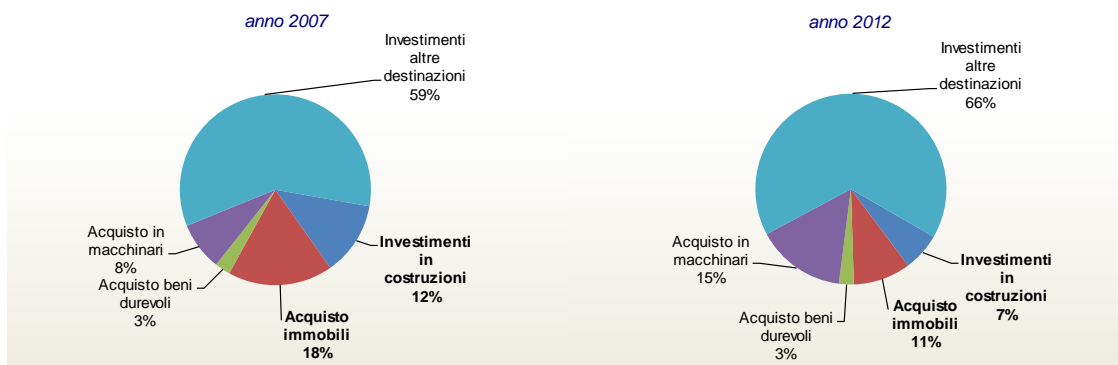 anno 2007
Investimenti
altre
destinazioni
59%
Acquisto in
macchinari
8%
Acquisto beni
durevoli
3%
Acquisto
immobili
18%
Investimenti
in
costruzioni
12%
anno 2012
Investimenti
altre
destinazioni
66%
Acquisto in
macchinari
15%
Acquisto beni
durevoli
3%
Acquisto
immobili
11%
Investimenti
in
costruzioni
7%